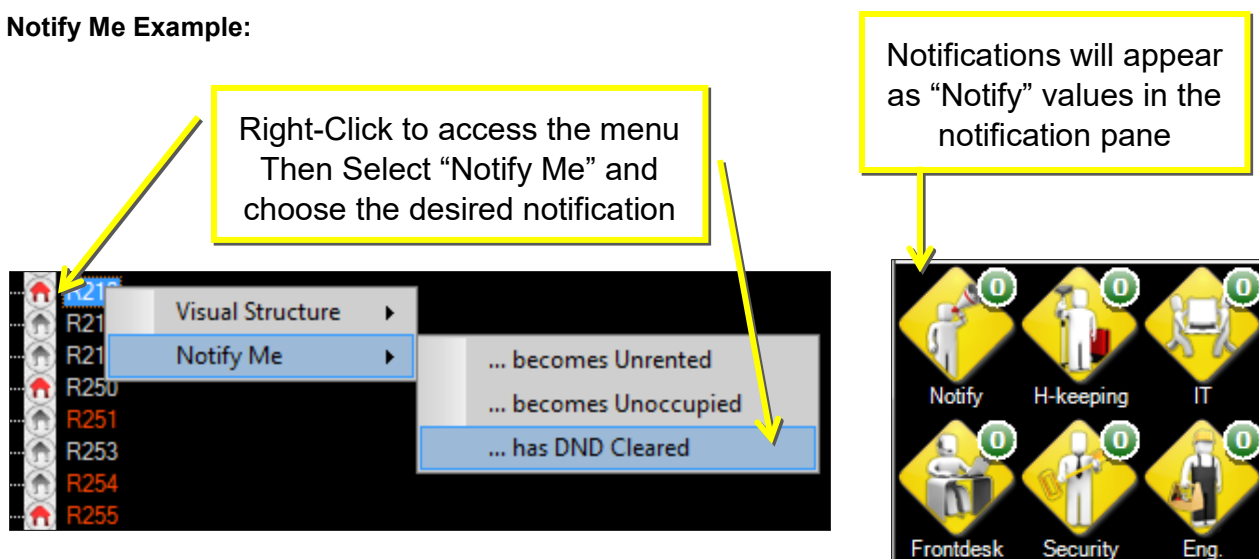 Notify Me Example:
Right-Click to access the menu
Then Select “Notify Me” and
choose the desired notification
Notifications will appear
as “Notify” values in the
notification pane
R21
R21
R250
R251
R253
R254
R255
Visual Structure
Notify Me
... becomes Unrented
... becomes Unoccupied
... has DND Cleared
0
0
0
Notify
H-keeping
IT
0
0
0
Frontdesk
Security
Eng.